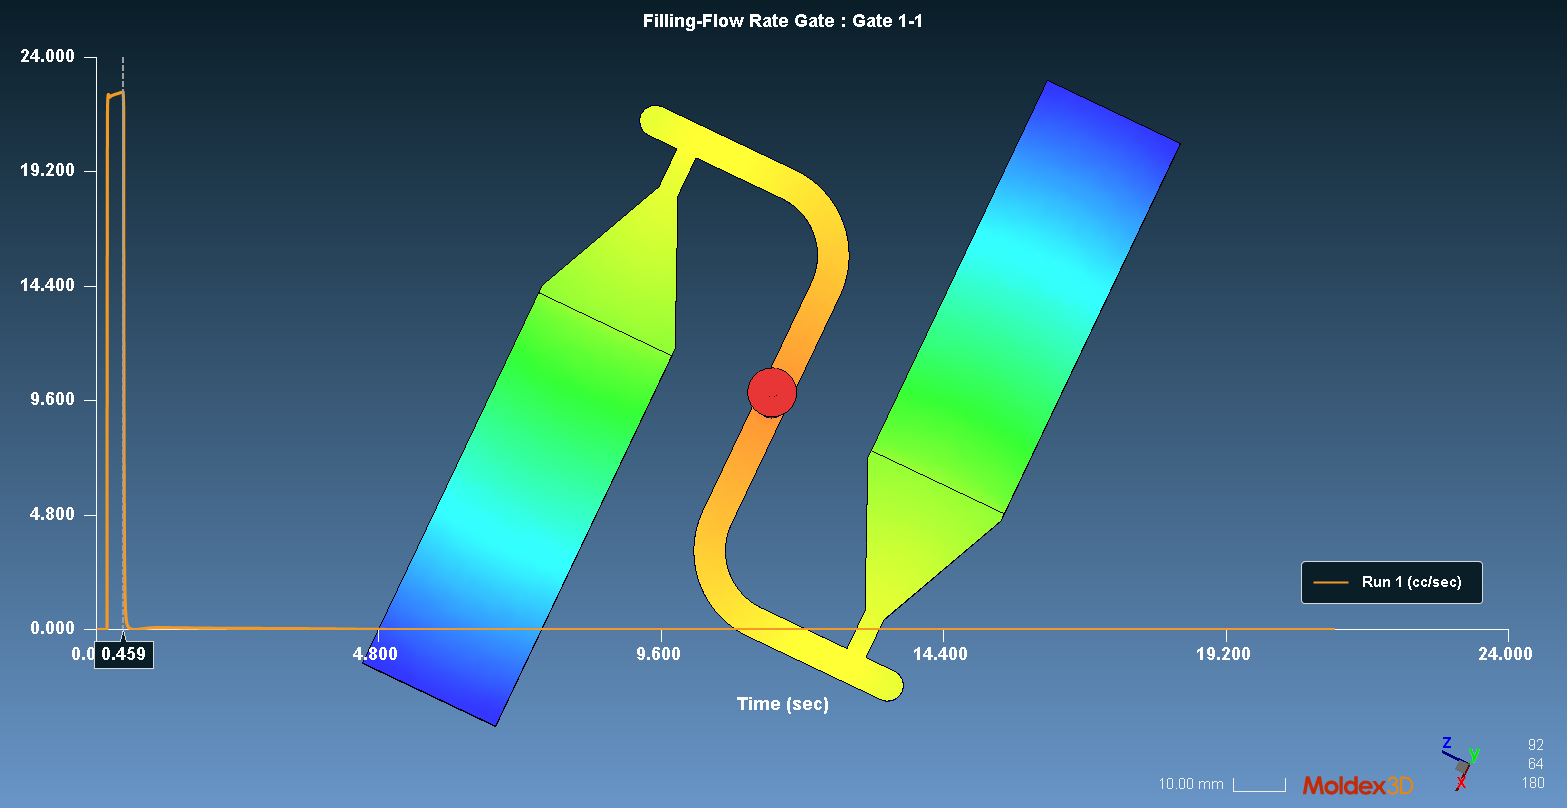 Filling-Flow Rate Gate : Gate 1-1
24.000
19.200
14.400
9.600
4.800
0.000
Run 1 (cc/sec)
0.459
4.800 9.600 14.400 19.200 24.000
Time (sec)
Z
Y
X
92
64
180
10.00 mm
Moldex3D